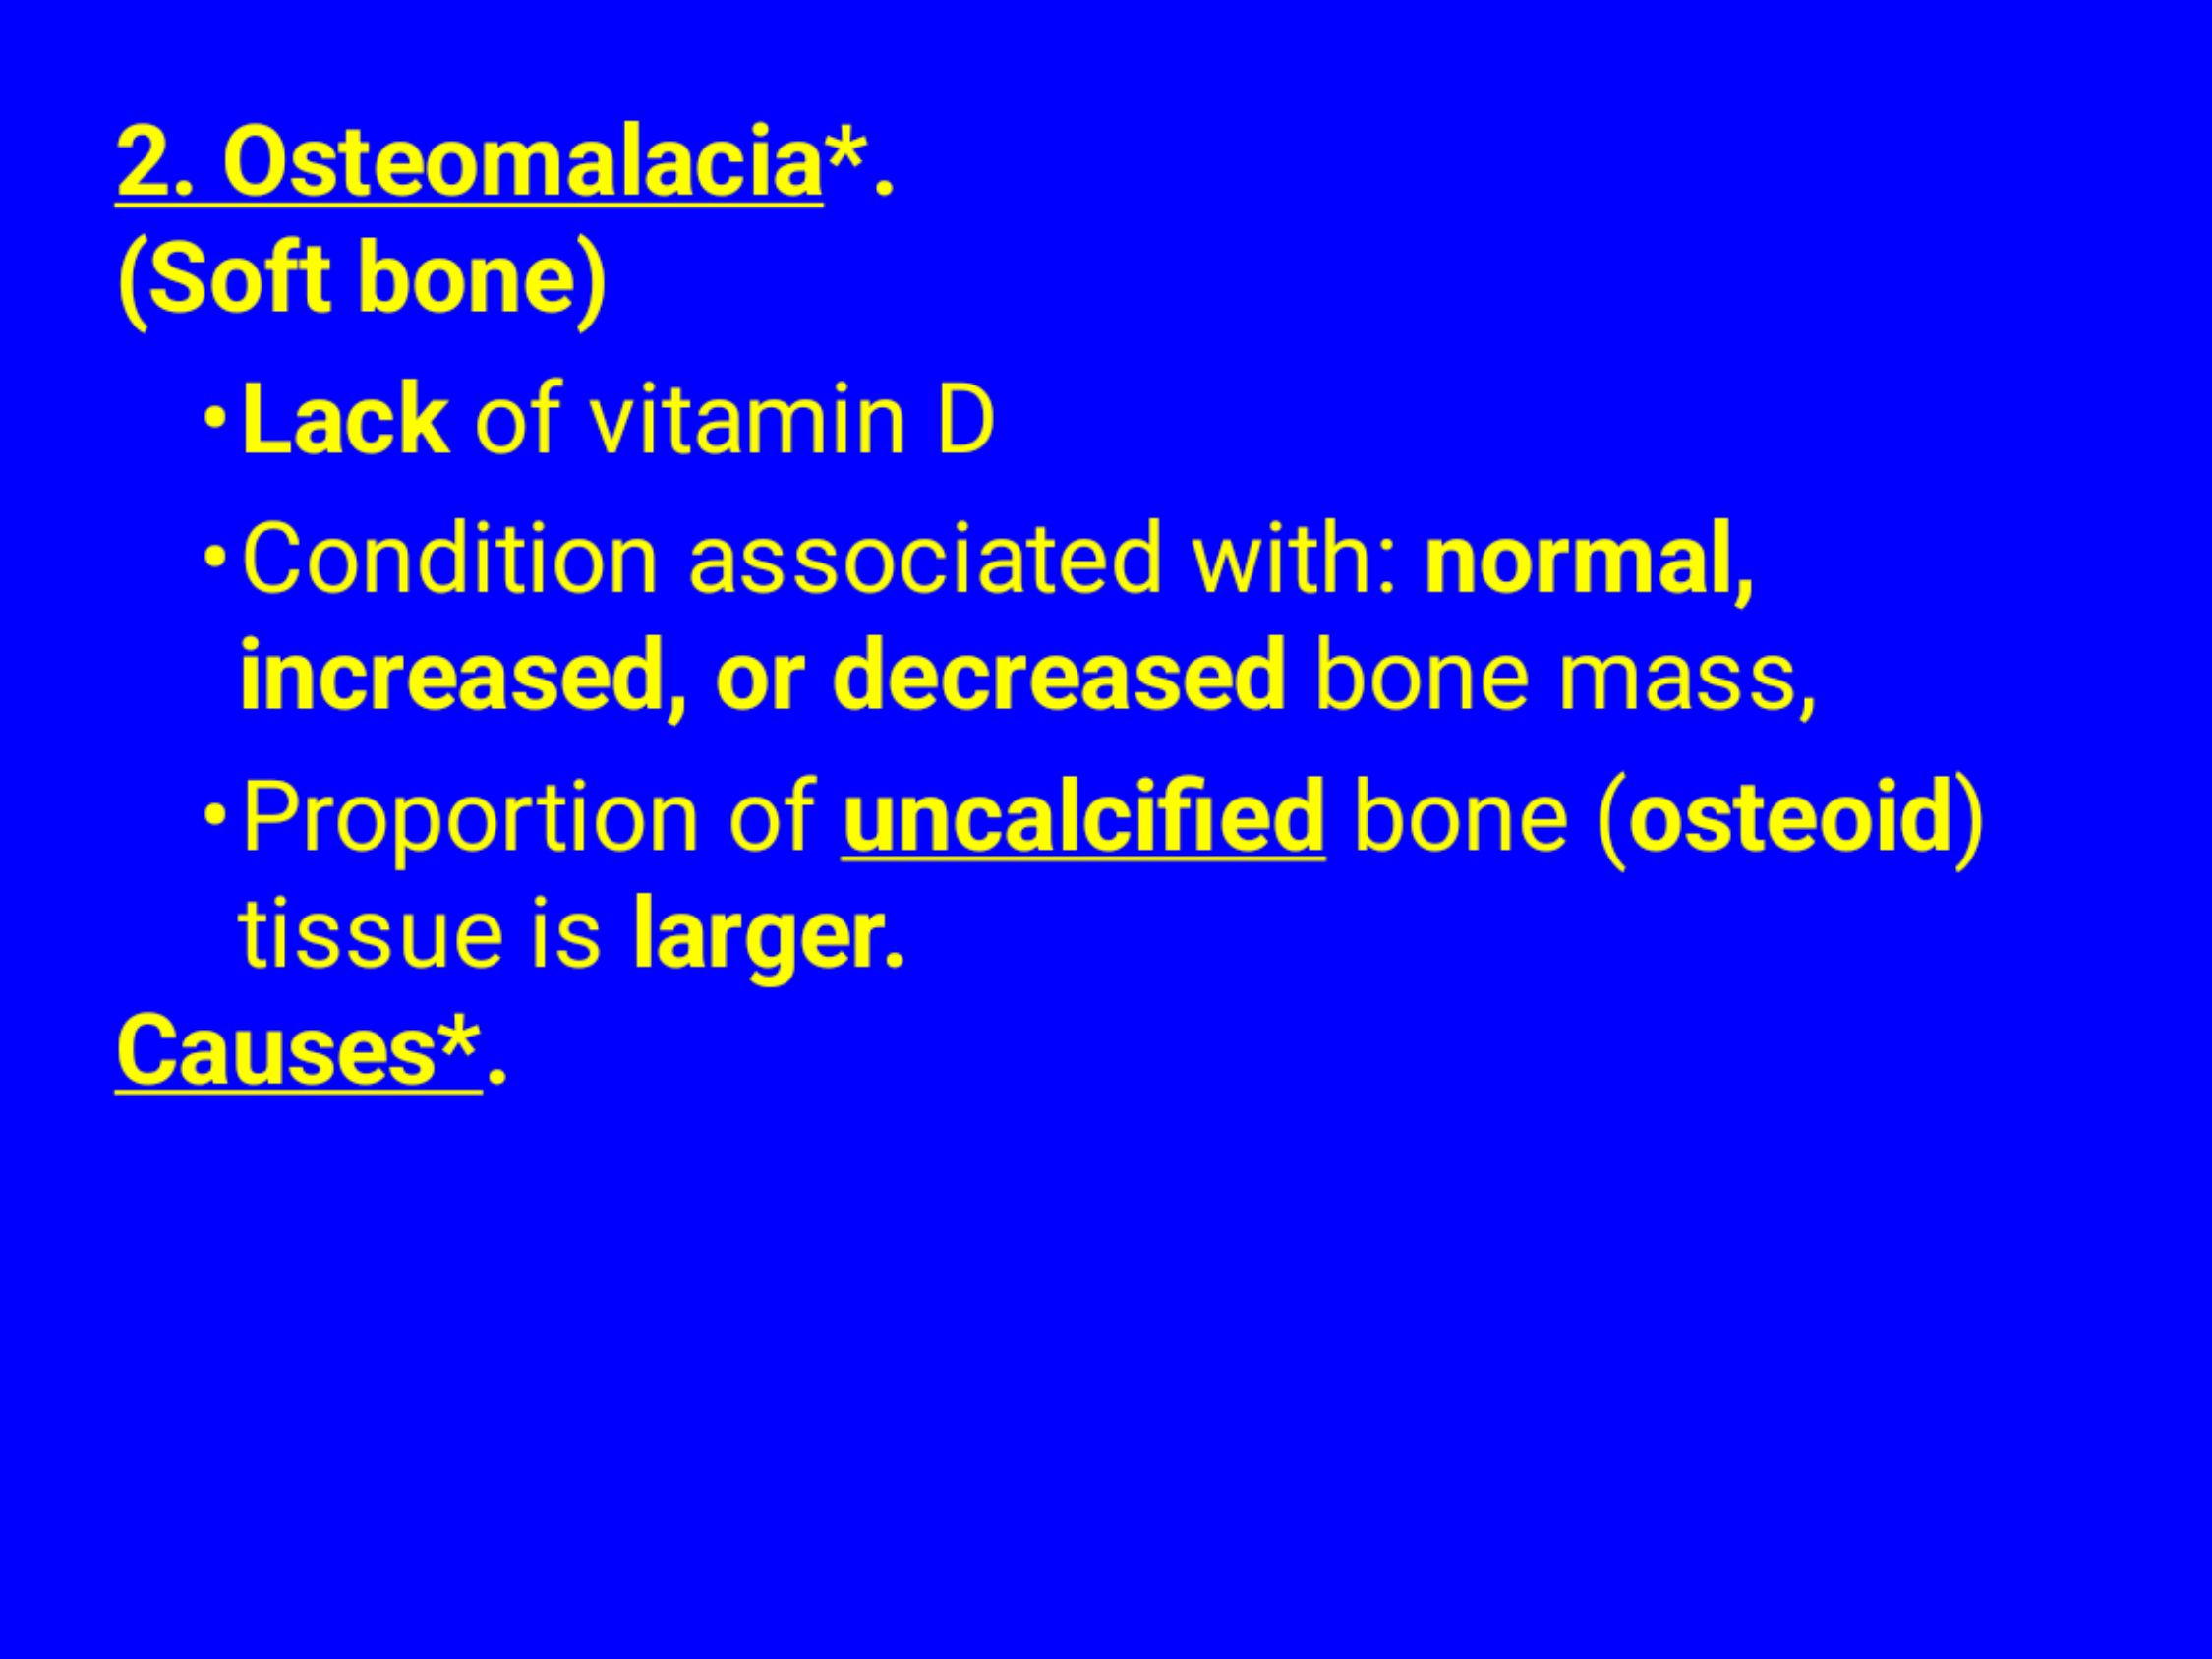 2. Osteomalacia*.
(Soft bone)
•Lack of vitamin D
•Condition associated with: normal,
increased, or decreased bone mass,
•Proportion of uncalcified bone (osteoid)
tissue is larger.
Causes*.